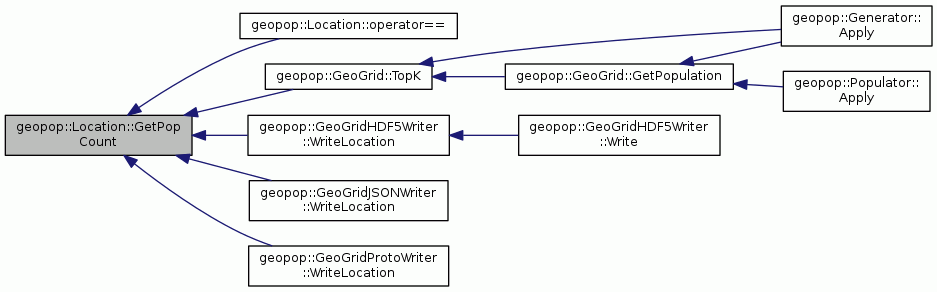 geopop::Location::GetPop
Count
geopop::Location::operator==
geopop::GeoGrid::TopK
geopop::GeoGridHDF5Writer
::WriteLocation
geopop::GeoGridJSONWriter
::WriteLocation
geopop::GeoGridProtoWriter
::WriteLocation
geopop::GeoGrid::GetPopulation
geopop::GeoGridHDF5Writer
::Write
geopop::Generator::
Apply
geopop::Populator::
Apply